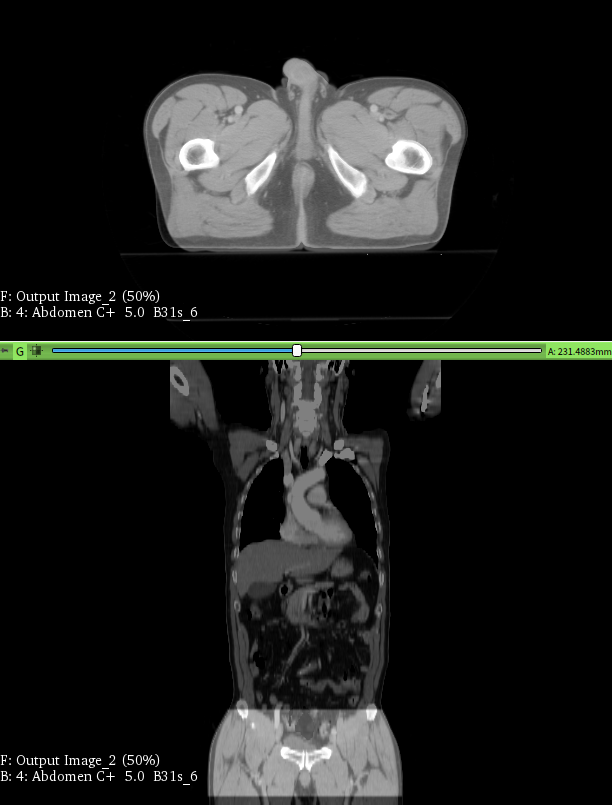 F: Output Image_2 (50%)
B: 4: Abdomen C+ 5.0 B31s_6
G
A: 231.4883mm
F: Output Image_2 (50%)
B: 4: Abdomen C+ 5.0 B31s_6